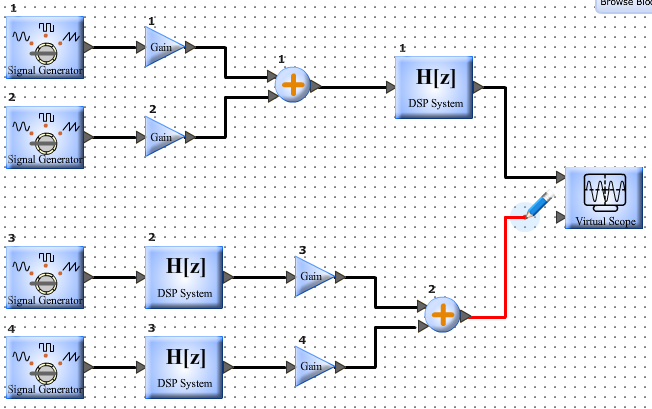 Browse Bloc
1
Signal Generator
1
Gain
1
1
H[z]
DSP System
2
Signal Generator
2
Gain
Virtual Scope
3
Signal Generator
2
H[z]
DSP System
3
Gain
2
4
Signal Generator
3
H[z]
DSP System
4
Gain